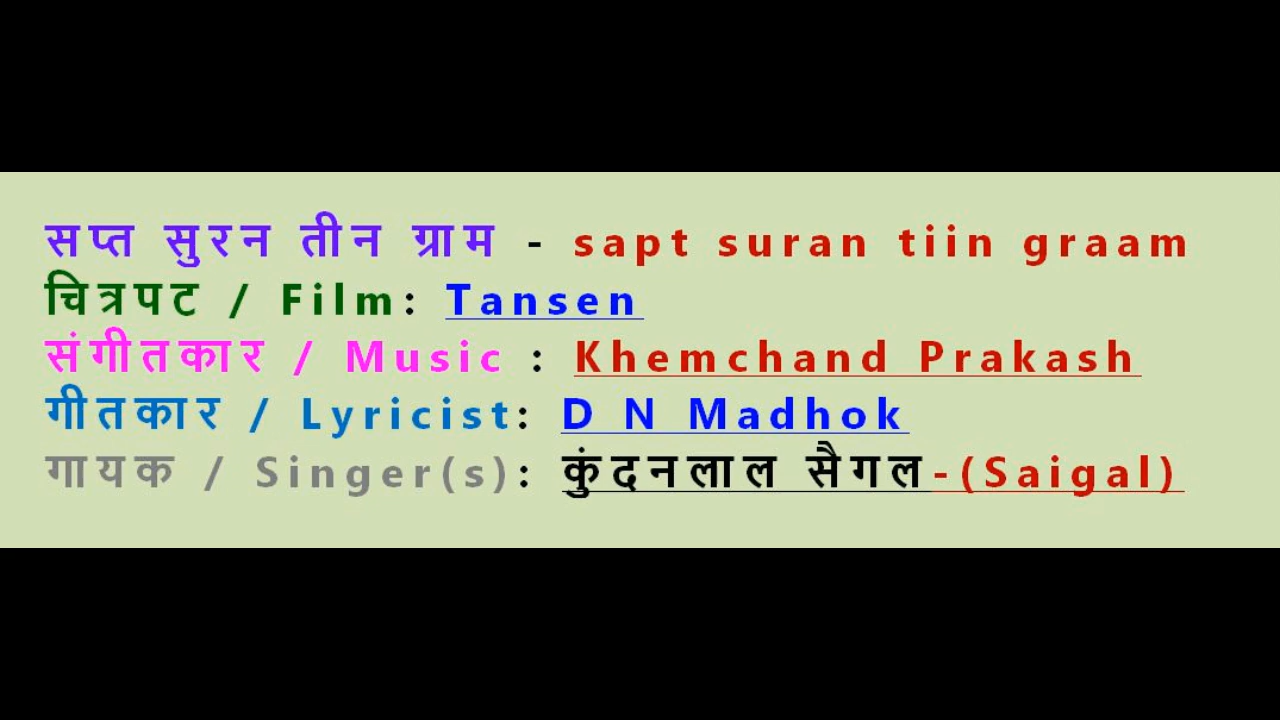 सप्त सुरन तीन ग्राम - sapt suran tiin graam
चित्रपट / Film: Tansen
संगीतकार / Music : Khemchand Prakash
गीतकार / Lyricist: D N Madhok
गायक / Singer(s): कुंदनलाल सैगल-(Saigal)